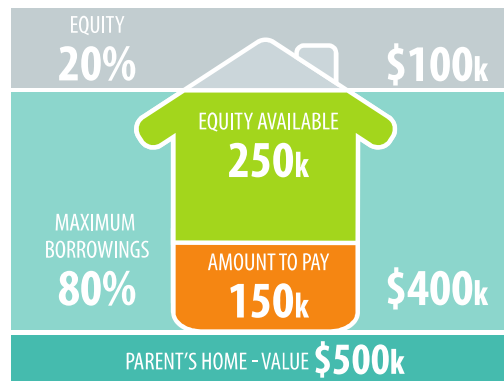 EQUITY
20%
$100k
EQUITY AVAILABLE
250k
MAXIMUM
BORROWINGS
80%
AMOUNT TO PAY
150k
$400k
PARENT'S HOME - VALUE $500k